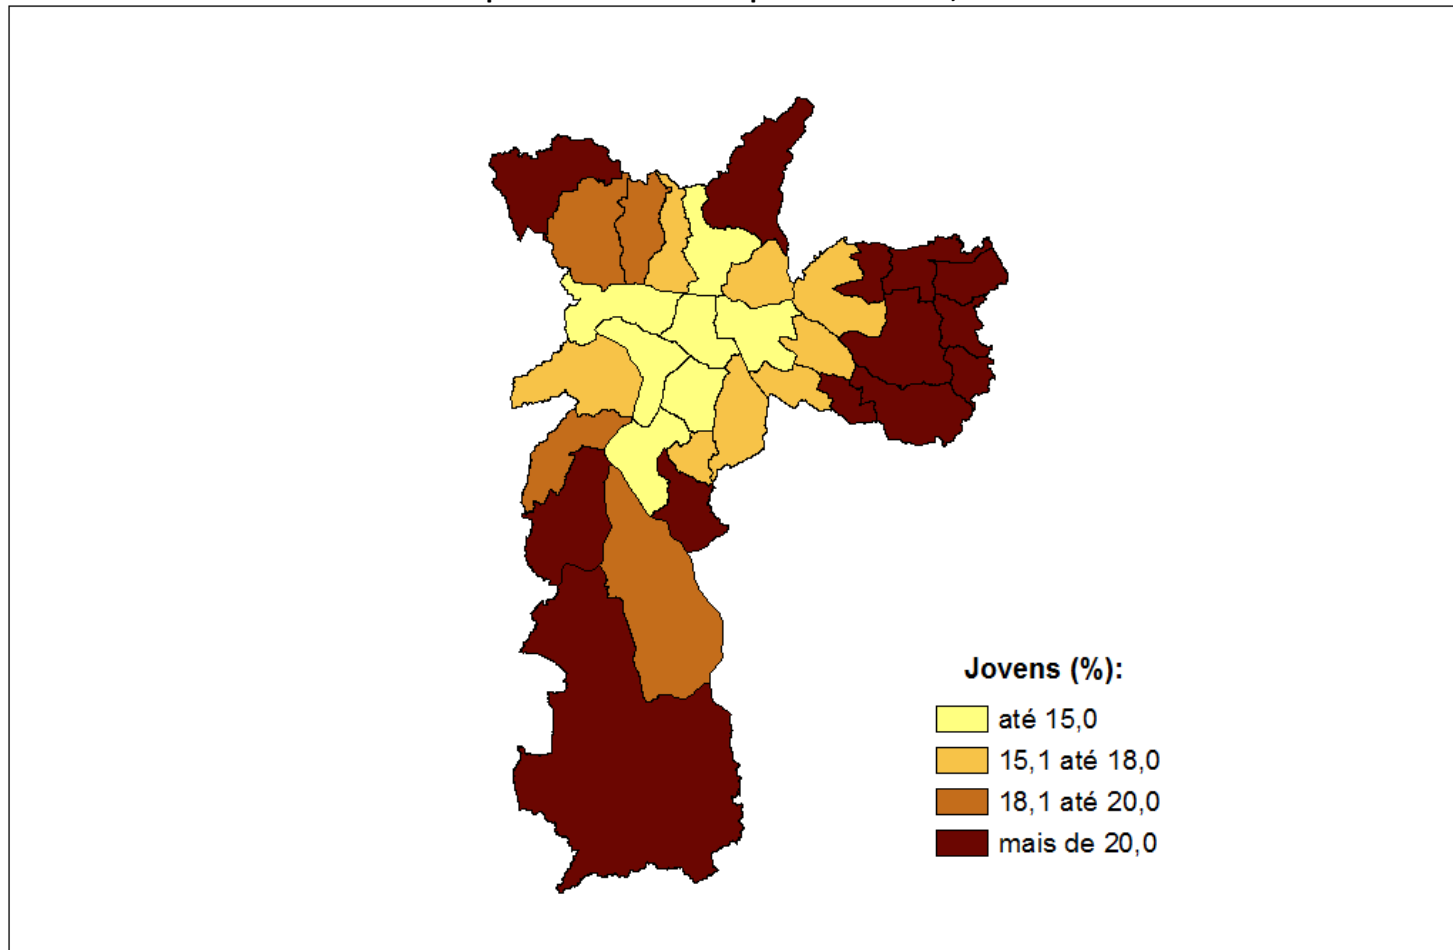 Jovens (%):
até 15,0
15,1 até 18,0
18,1 até 20,0
mais de 20,0